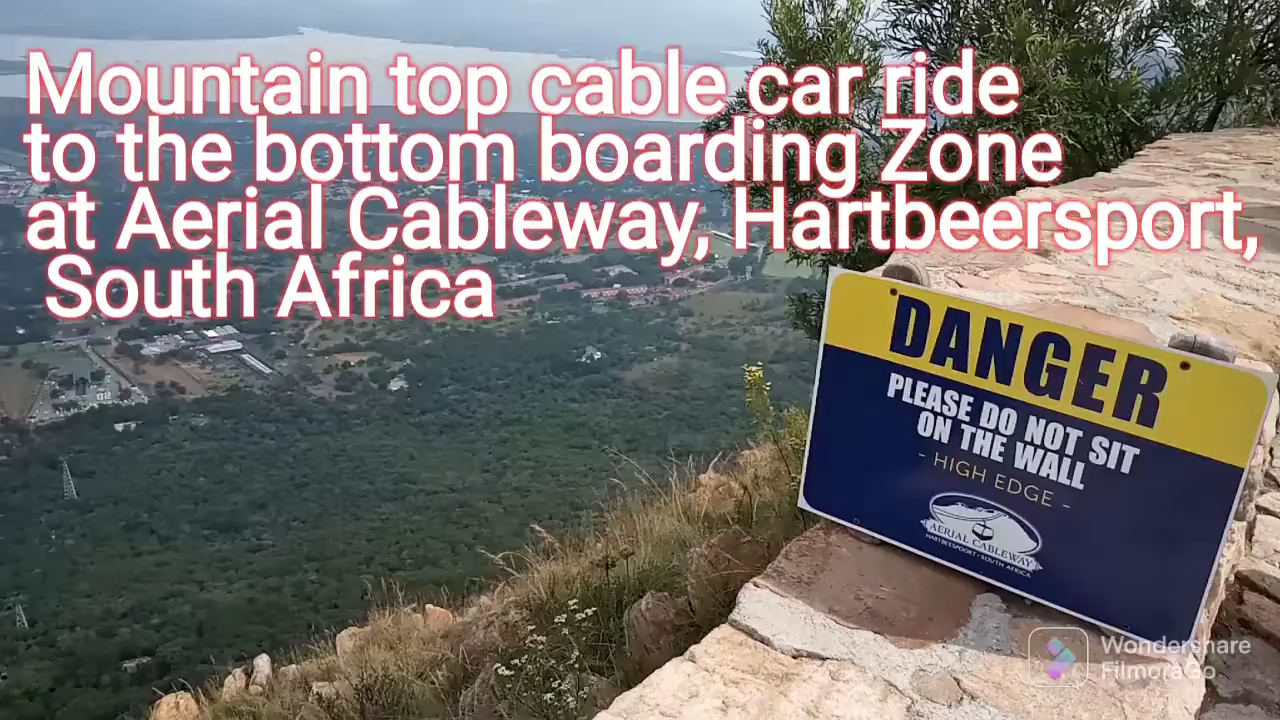 Mountain top cable car ride
to the bottom boarding Zone
at Aerial Cableway, Hartbeersport,
South Africa
DANGER
PLEASE DO NOT SIT
ON THE WALL
- HIGH EDGE -
AERIAL CABLEWAY
HARTBEESPOORT • SOUTH AFRICA
Wondershare
FilmoraGo